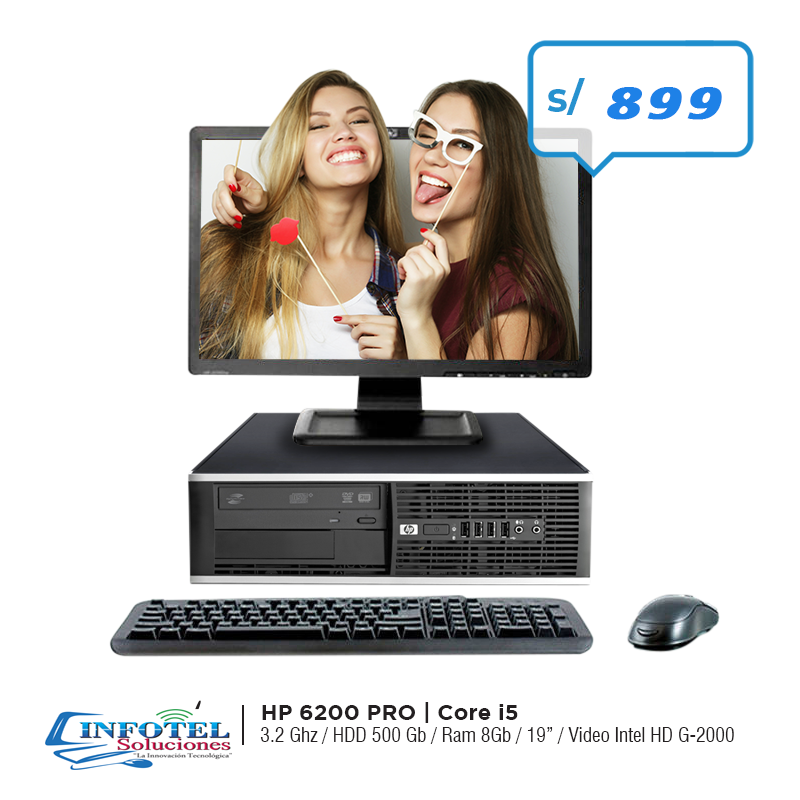 s/ 899
hp
INFOTEL
Soluciones
"La Innovación Tecnológica"
HP 6200 PRO | Core i5
3.2 Ghz / HDD 500 Gb / Ram 8Gb / 19” / Video Intel HD G-2000